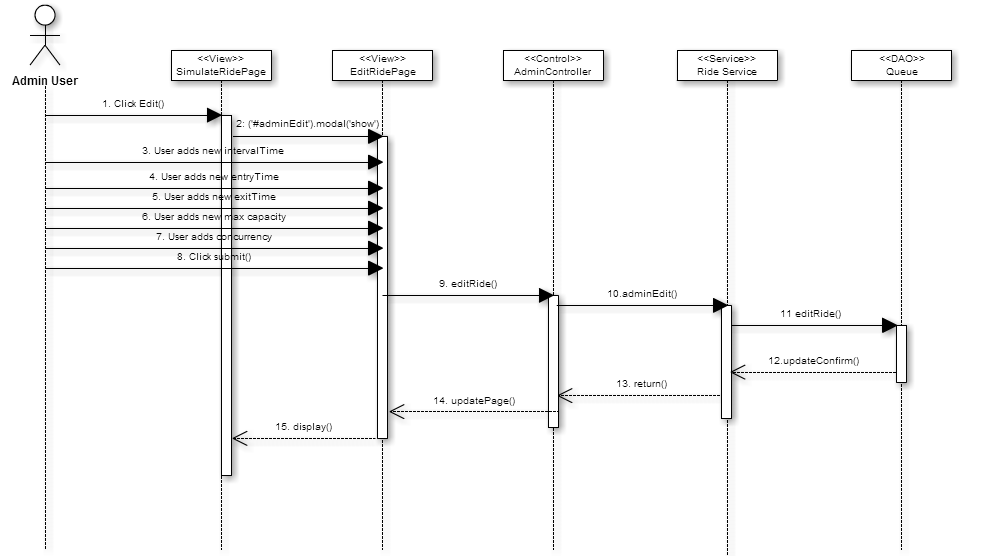 Admin User
<<View>>
SimulateRidePage
<<View>>
EditRidePage
<<Control>>
AdminController
<<Service>>
Ride Service
<<DAO>>
Queue
1. Click Edit()
2: ('#adminEdit').modal('show')
3. User adds new intervalTime
4. User adds new entryTime
5. User adds new exitTime
6. User adds new max capacity
7. User adds concurrency
8. Click submit()
9. editRide()
10.adminEdit()
11 editRide()
12.updateConfirm()
13. return()
14. updatePage()
15. display()